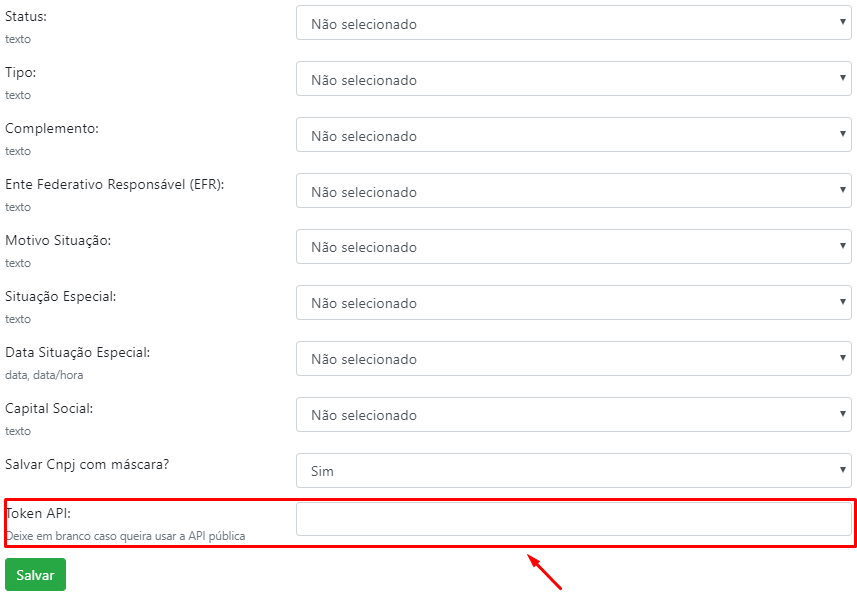 Status:
Não selecionado
texto
Tipo:
Não selecionado
texto
Complemento:
Não selecionado
texto
Ente Federativo Responsável (EFR):
Não selecionado
texto
Motivo Situação:
Não selecionado
texto
Situação Especial:
Não selecionado
texto
Data Situação Especial:
Não selecionado
data, data/hora
Capital Social:
Não selecionado
texto
Salvar Cnpj com máscara?
Sim
Token API:
Deixe em branco caso queira usar a API pública
Salvar